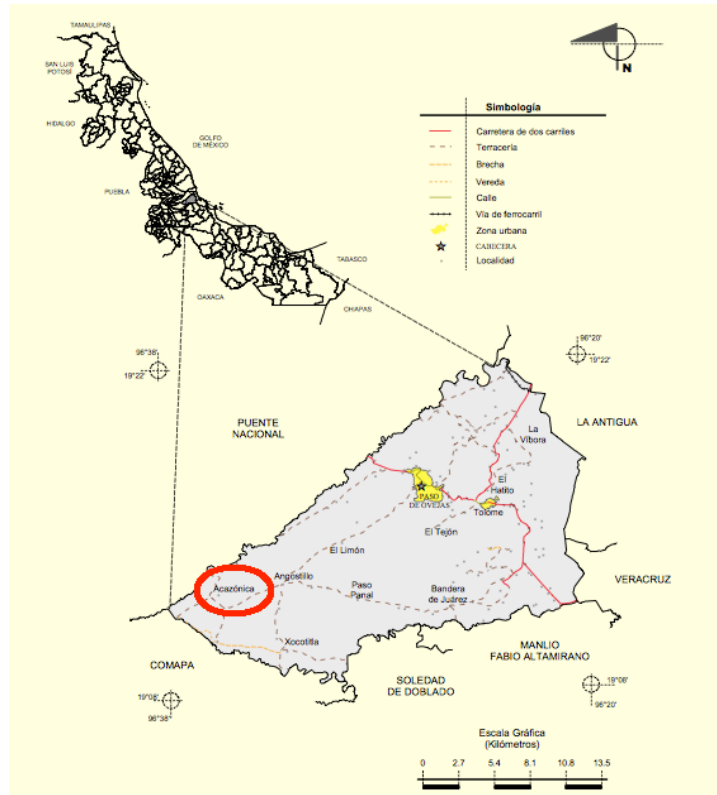 TAMAULIPAS
SAN LUIS
POTOSÍ
N
HIDALGO
GOLFO
DE MÉXICO
PUEBLA
TABASCO
OAXACA
CHIAPAS
Simbología
Carretera de dos carriles
Terracería
Brecha
Vereda
Calle
Vía de ferrocarril
Zona urbana
CABECERA
Localidad
96°38'
19°22'
96°20'
19°22'
PUENTE
NACIONAL
LA ANTIGUA
La
Víbora
El
Hatito
PASO
DE OVEJAS
Tolome
El Tejón
El Limón
Angostillo
Acazónica
Paso
Panal
Bandera
de Juárez
VERACRUZ
Xocotitla
MANLIO
FABIO ALTAMIRANO
COMAPA
SOLEDAD
DE DOBLADO
19°08'
96°38'
19°08'
96°20'
Escala Gráfica
(Kilómetros)
0 2.7 5.4 8.1 10.8 13.5